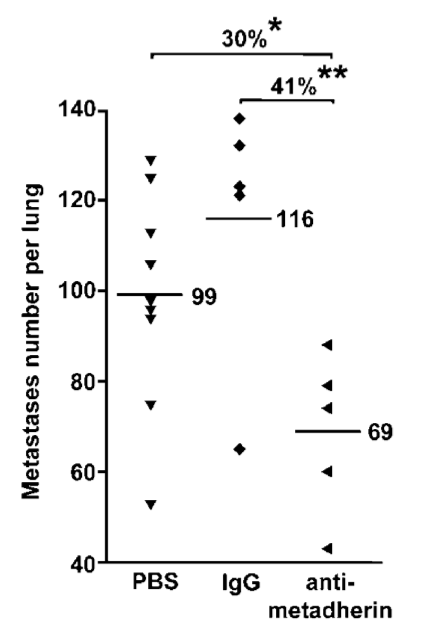 30%*
41%**
140
120
100
80
60
40
Metastases number per lung
99
116
69
PBS
IgG
anti-
metadherin